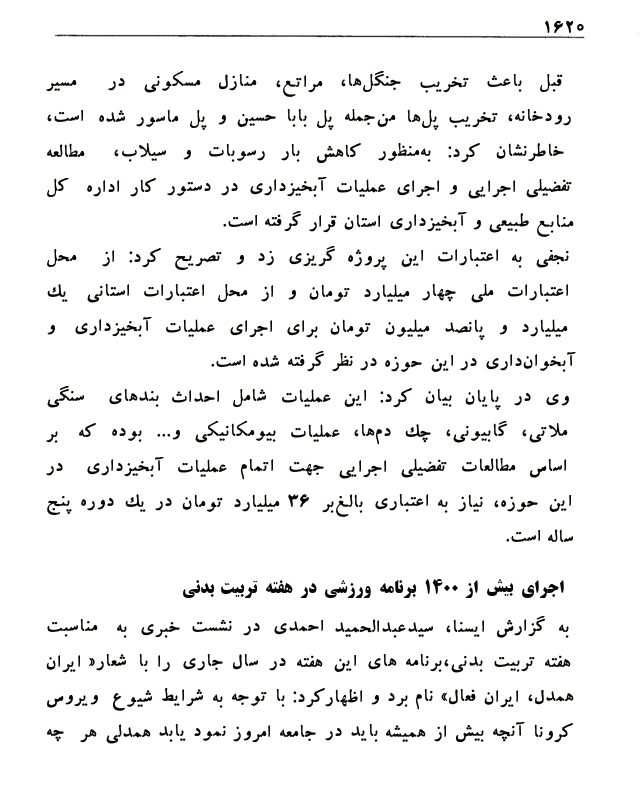 ۱۶۲۰
قبل باعث تخریب جنگل‌ها، مراتع، منازل مسکونی در مسیر
رودخانه، تخریب پل‌ها من‌جمله پل بابا حسین و پل ماسور شده است،
خاطرنشان کرد: به‌منظور کاهش بار رسوبات و سیلاب، مطالعه
تفضیلی اجرایی و اجرای عملیات آبخیزداری در دستور کار اداره کل
منابع طبیعی و آبخیزداری استان قرار گرفته است.
نجفی به اعتبارات این پروژه گریزی زد و تصریح کرد: از محل
اعتبارات ملی چهار میلیارد تومان و از محل اعتبارات استانی یك
میلیارد و پانصد میلیون تومان برای اجرای عملیات آبخیزداری و
آبخوان‌داری در این حوزه در نظر گرفته شده است.
وی در پایان بیان کرد: این عملیات شامل احداث بندهای سنگی
ملاتی، گابیونی، چك دم‌ها، عملیات بیومکانیکی و... بوده که بر
اساس مطالعات تفضیلی اجرایی جهت اتمام عملیات آبخیزداری در
این حوزه، نیاز به اعتباری بالغ‌بر ۳۶ میلیارد تومان در یك دوره پنج
ساله است.
اجرای بیش از ۱۴۰۰ برنامه ورزشی در هفته تربیت بدنی
به گزارش ایسنا، سیدعبدالحمید احمدی در نشست خبری به مناسبت
هفته تربیت بدنی،برنامه های این هفته در سال جاری را با شعار« ایران
همدل، ایران فعال» نام برد و اظهارکرد: با توجه به شرایط شیوع ویروس
کرونا آنچه بیش از همیشه باید در جامعه امروز نمود یابد همدلی هر چه